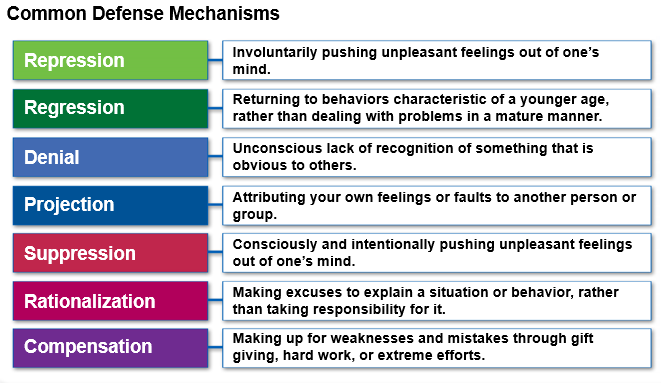 Common Defense Mechanisms
Repression
Involuntarily pushing unpleasant feelings out of one’s
mind.
Regression
Returning to behaviors characteristic of a younger age,
rather than dealing with problems in a mature manner.
Denial
Unconscious lack of recognition of something that is
obvious to others.
Projection
Attributing your own feelings or faults to another person or
group.
Suppression
Consciously and intentionally pushing unpleasant feelings
out of one’s mind.
Rationalization
Making excuses to explain a situation or behavior, rather
than taking responsibility for it.
Compensation
Making up for weaknesses and mistakes through gift
giving, hard work, or extreme efforts.